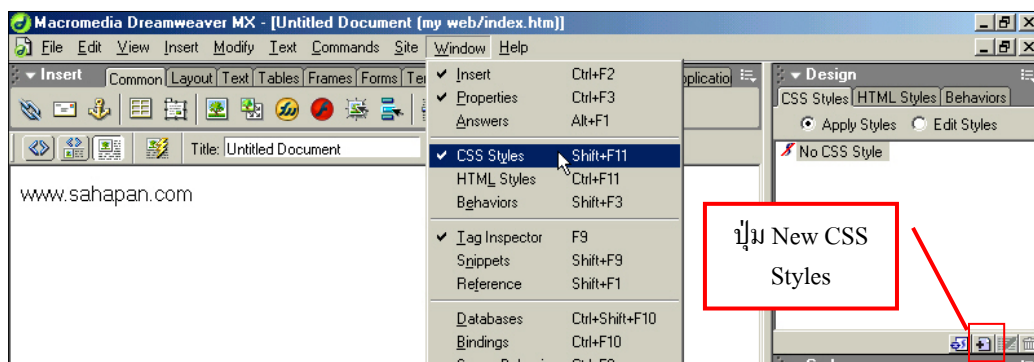 Macromedia Dreamweaver MX - [Untitled Document (my web/index.htm)]
File Edit View Insert Modify Text Commands Site Window Help
Insert Common Layout Text Tables Frames Forms
Title: Untitled Document
www.sahapan.com
Insert Ctrl+F2
Properties Ctrl+F3
Answers Alt+F1
CSS Styles Shift+F11
HTML Styles Ctrl+F11
Behaviors Shift+F3
Tag Inspector F9
Snippets Shift+F9
Reference Shift+F1
Databases Ctrl+Shift+F10
Bindings Ctrl+F10
Design
CSS Styles HTML Styles Behaviors
Apply Styles Edit Styles
No CSS Style
ปุ่ม New CSS
Styles